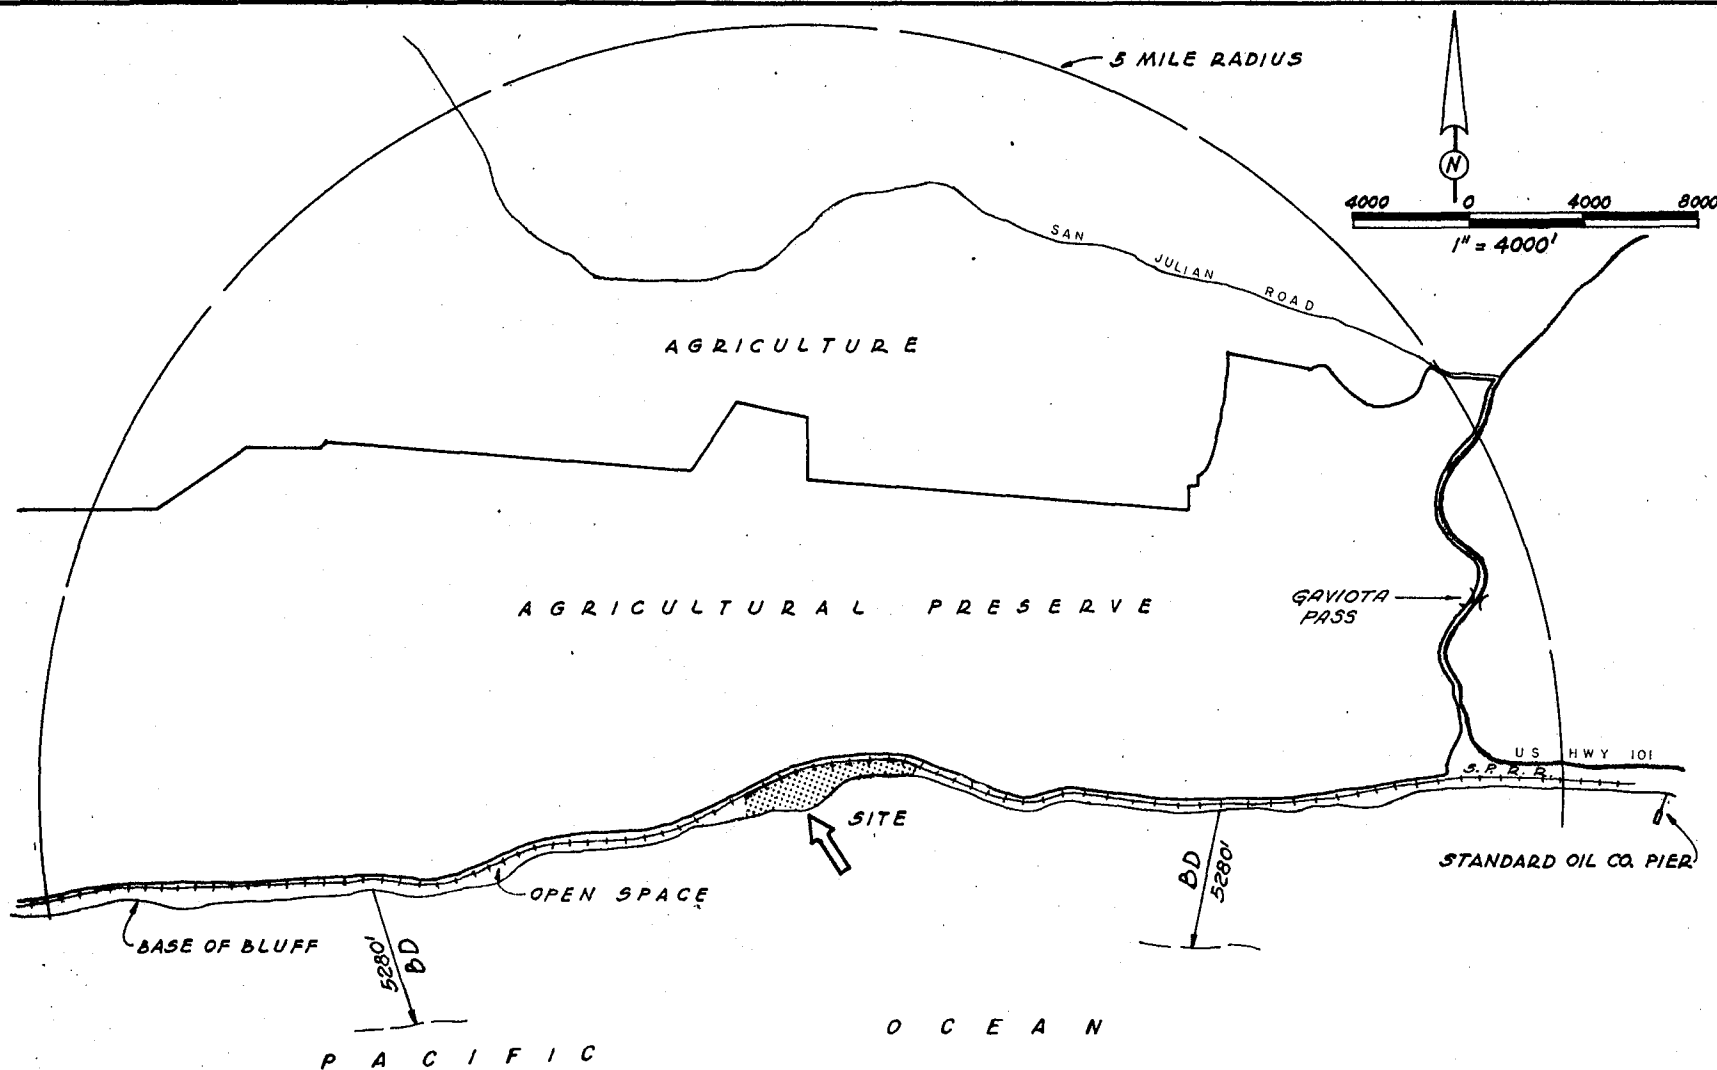 5 MILE RADIUS
N
4000 0 4000 8000
1" = 4000'
SAN JULIAN ROAD
AGRICULTURE
AGRICULTURAL PRESERVE
GAVIOTA
PASS
US HWY 101
S.P.R.R.
SITE
STANDARD OIL CO. PIER
OPEN SPACE
BASE OF BLUFF
BD
5280'
5280'
BD
PACIFIC OCEAN